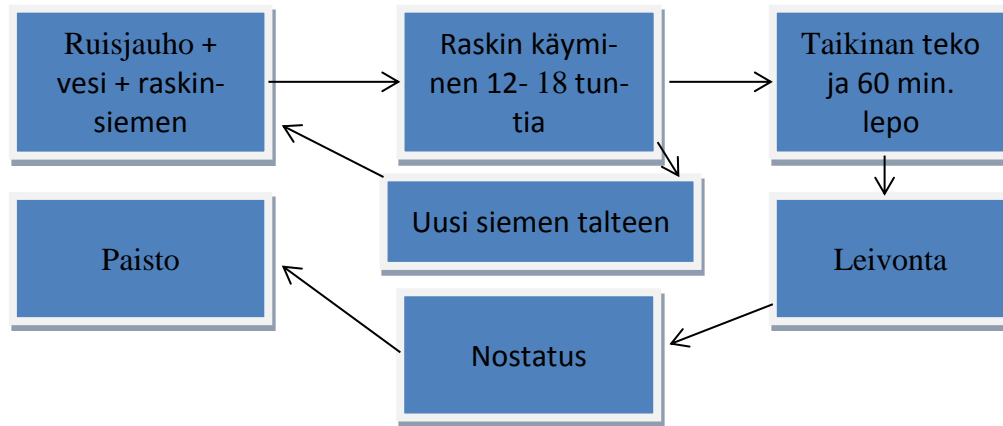 Ruisjauho +
vesi + raskin-
siemen
Raskin käymi-
nen 12- 18 tun-
tia
Taikinan teko
ja 60 min.
lepo
Uusi siemen talteen
Paisto
Leivonta
Nostatus